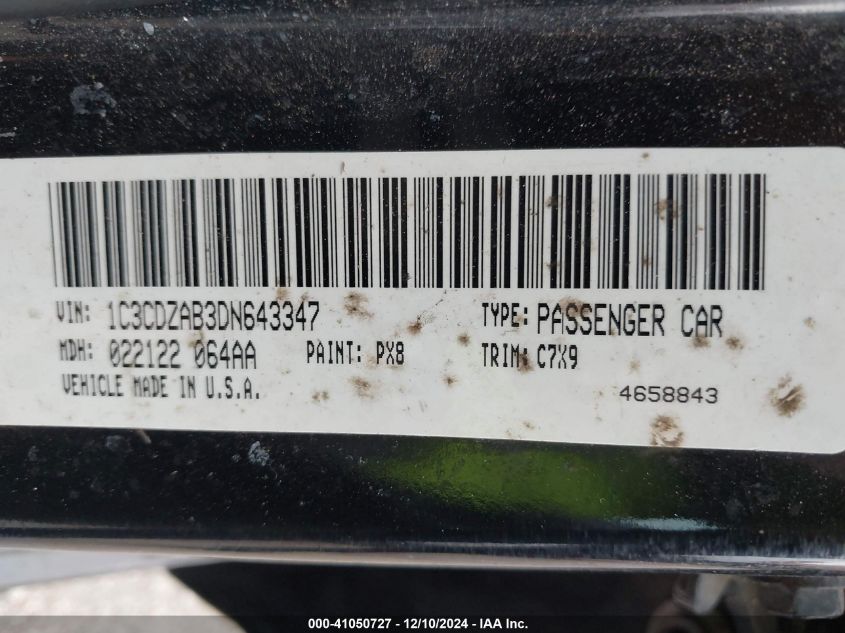 VIN: 1C3CDZAB3DN643347 TYPE: PASSENGER CAR
MDH: 022122 064AA PAINT: PX8 TRIM: C7X9
VEHICLE MADE IN U.S.A. 4658843
000-41050727 - 12/10/2024 - IAA Inc.